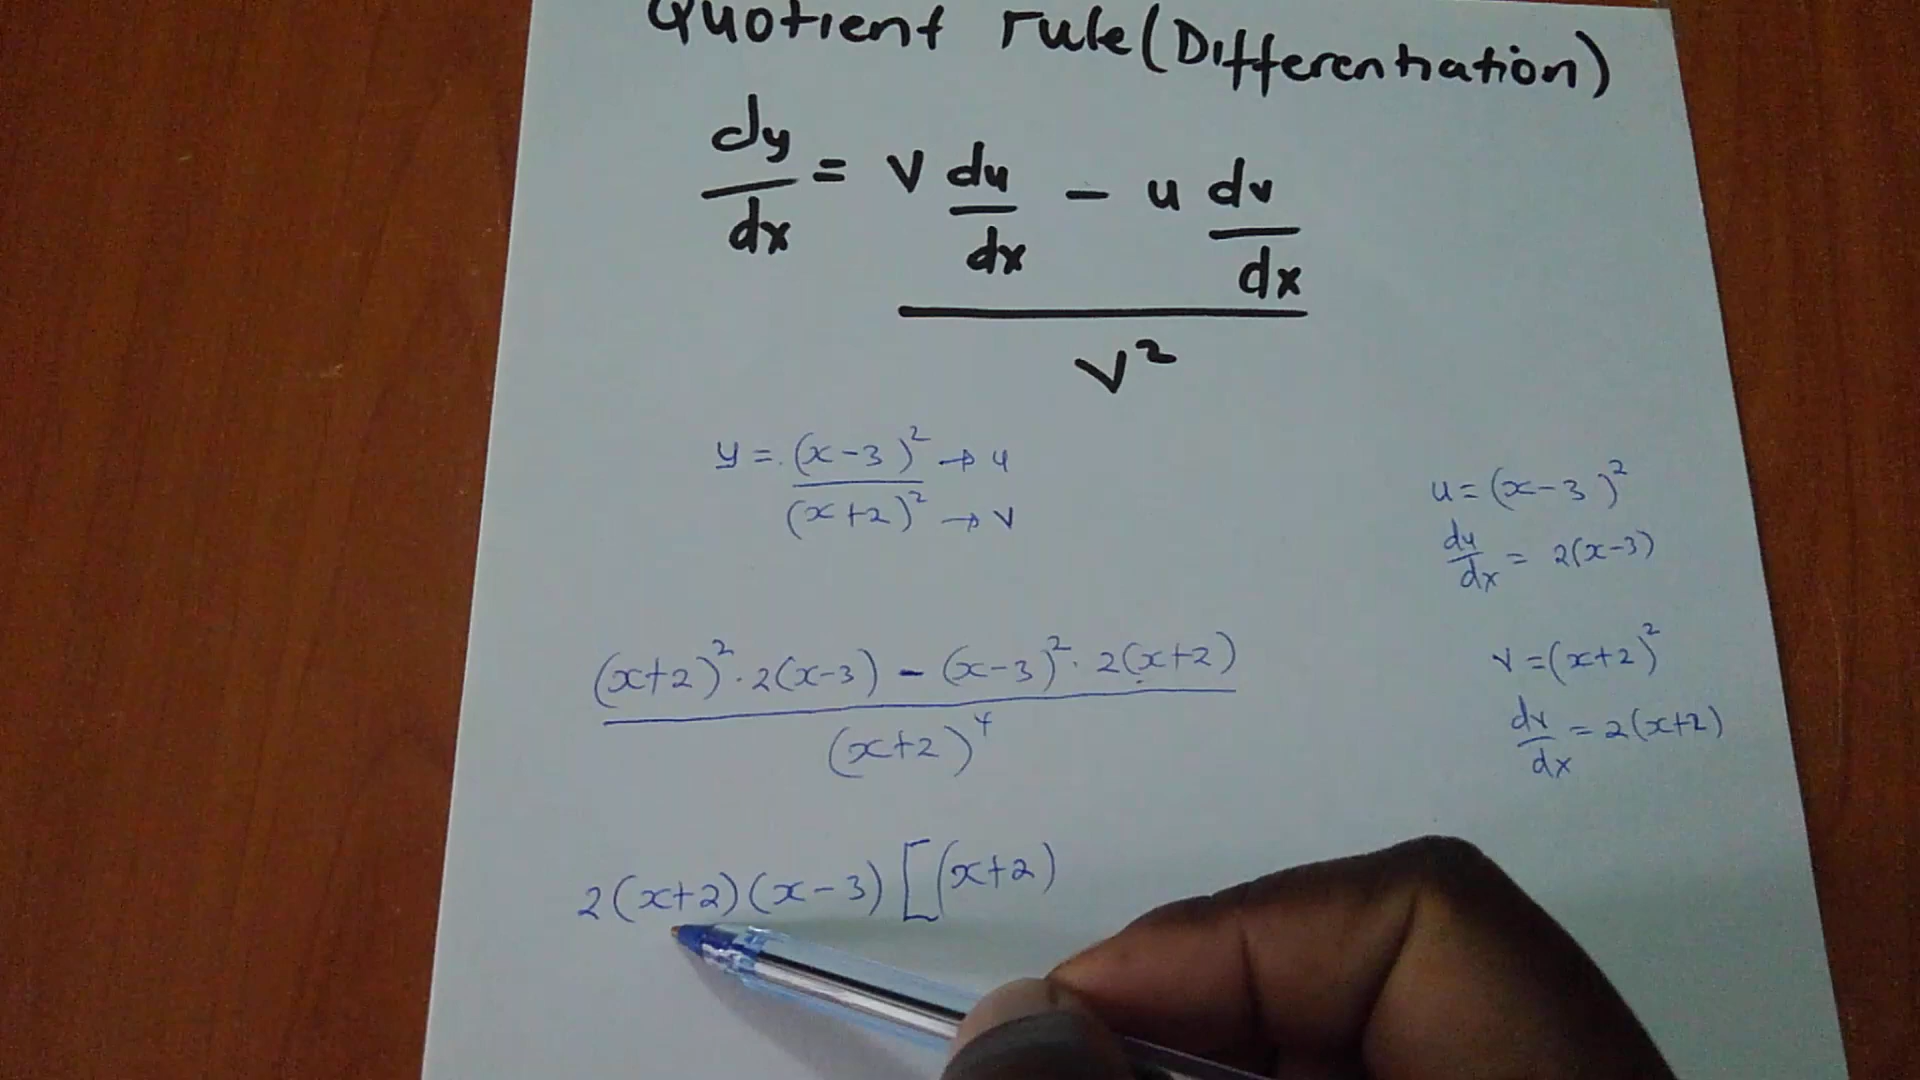 Quotient rule (Differentiation)
dy/dx = v du/dx - u dv/dx
v²
y = (x-3)² → u
(x+2)² → v
u = (x-3)²
du/dx = 2(x-3)
(x+2)² · 2(x-3) - (x-3)² · 2(x+2)
(x+2)⁴
v = (x+2)²
dv/dx = 2(x+2)
2(x+2)(x-3)[(x+2)